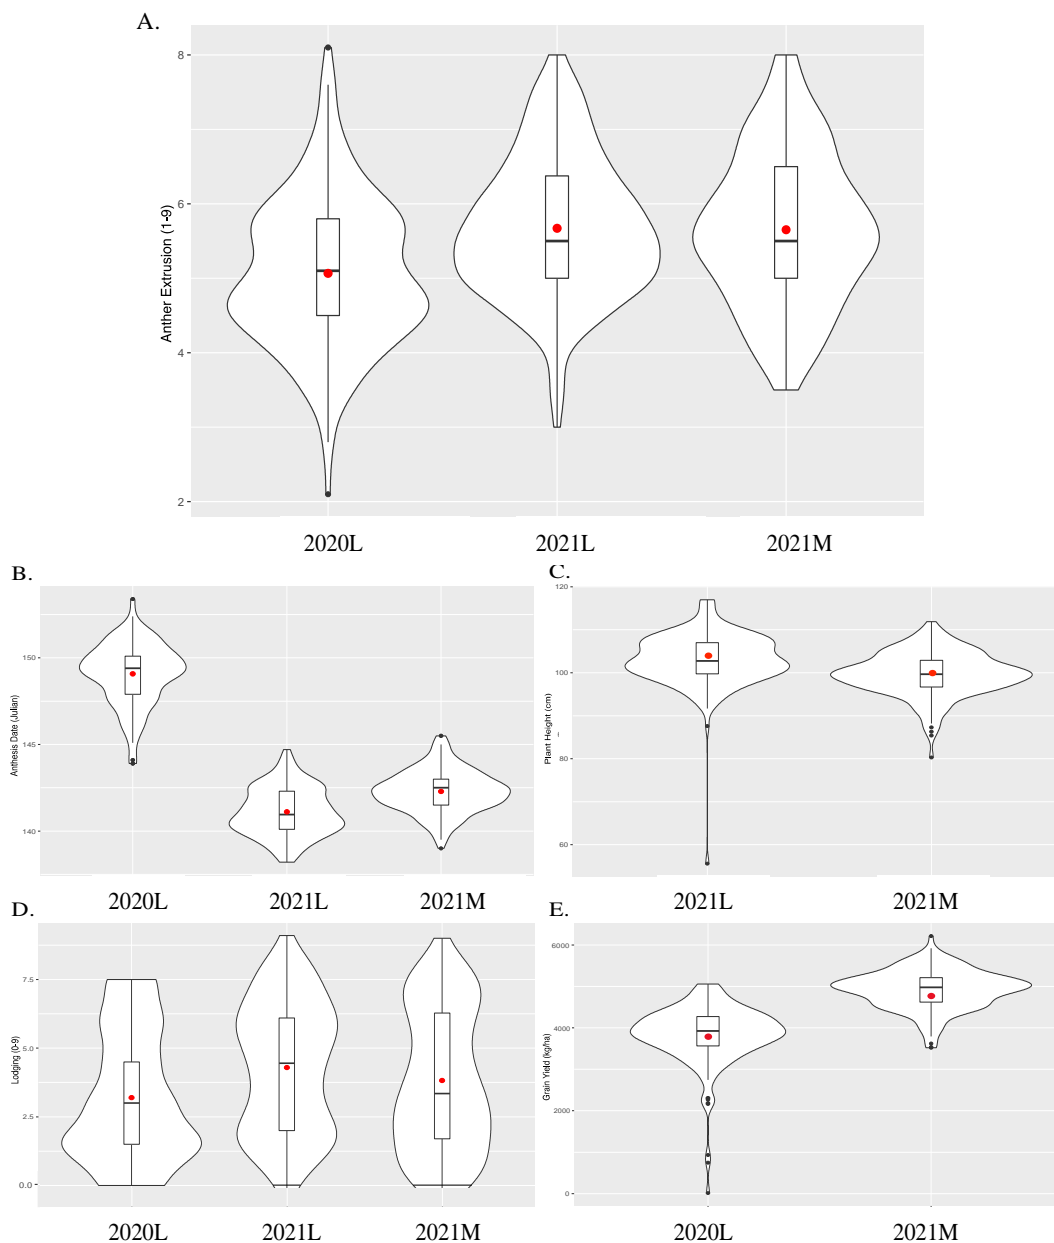 A.
Anther Extrusion (1-9)
8
6
4
2
2020L 2021L 2021M
B.
Anthesis Date (Julian)
150
145
140
2020L 2021L 2021M
C.
Plant Height (cm)
120
100
80
60
2021L 2021M
D.
Lodging (0-9)
7.5
5.0
2.5
0.0
2020L 2021L 2021M
E.
Grain Yield (kg/ha)
6000
4000
2000
0
2020L 2021M